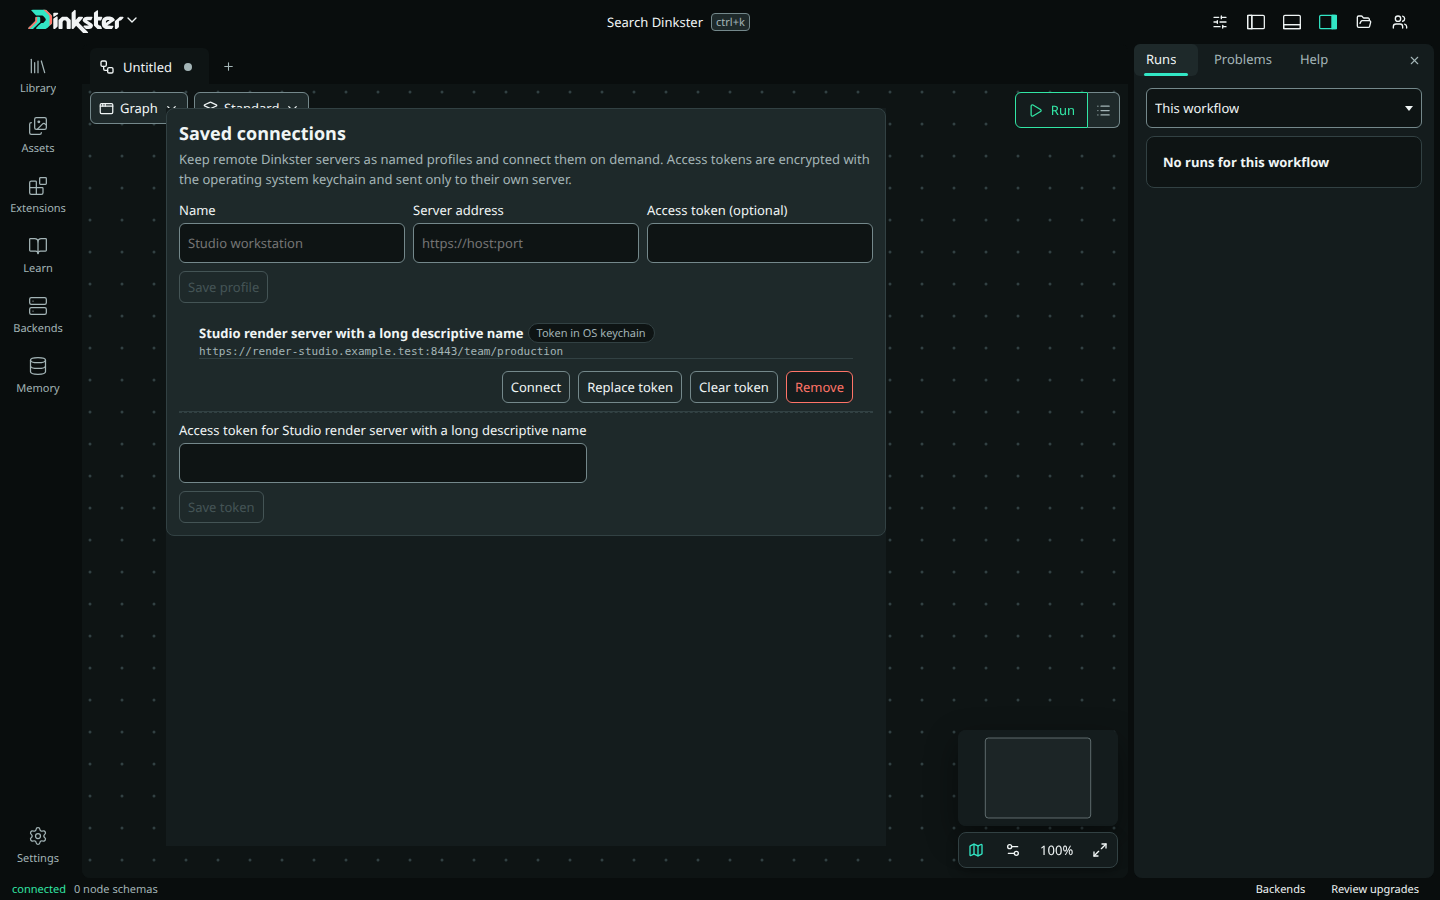 Dinkster
Search Dinkster
ctrl+k
Library
Assets
Extensions
Learn
Backends
Memory
Settings
Untitled
Graph
Standard
Run
Saved connections
Keep remote Dinkster servers as named profiles and connect them on demand. Access tokens are encrypted with
the operating system keychain and sent only to their own server.
Name
Server address
Access token (optional)
Studio workstation
https://host:port
Save profile
Studio render server with a long descriptive name
Token in OS keychain
https://render-studio.example.test:8443/team/production
Connect
Replace token
Clear token
Remove
Access token for Studio render server with a long descriptive name
Save token
100%
Runs
Problems
Help
This workflow
No runs for this workflow
connected
0 node schemas
Backends
Review upgrades